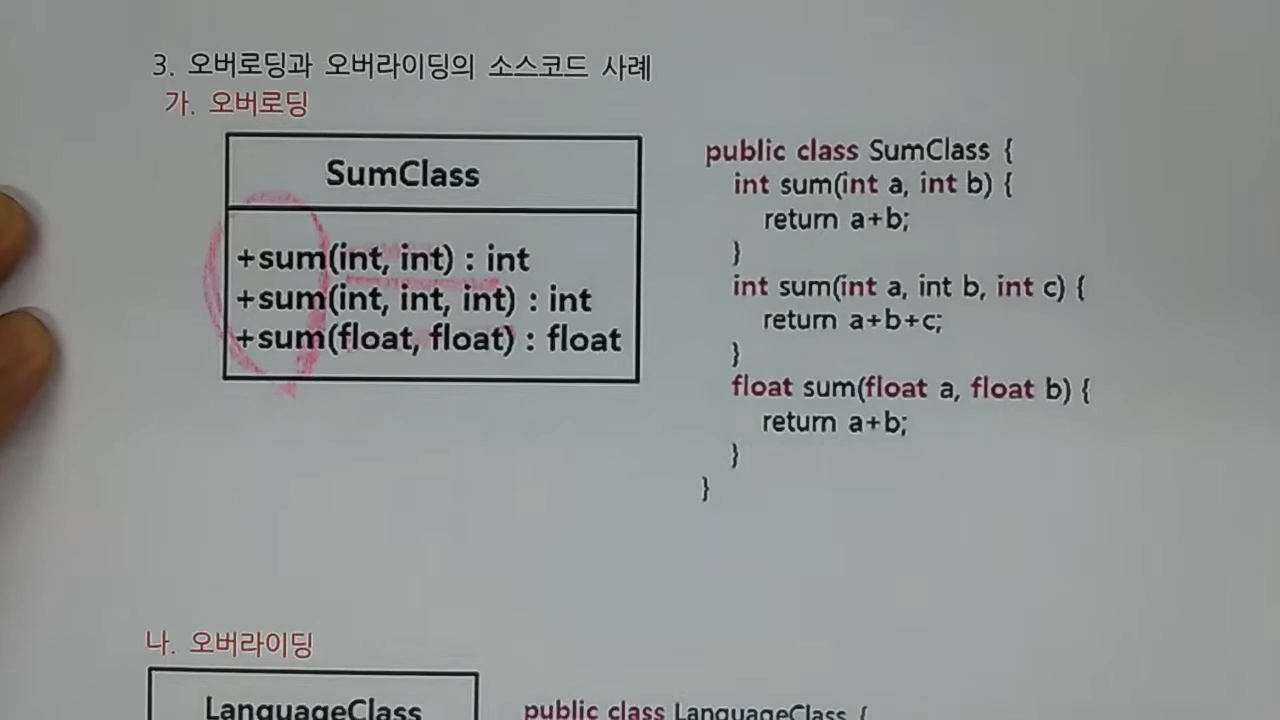 3. 오버로딩과 오버라이딩의 소스코드 사례
가. 오버로딩
SumClass
+sum(int, int) : int
+sum(int, int, int) : int
+sum(float, float) : float
public class SumClass {
int sum(int a, int b) {
return a+b;
}
int sum(int a, int b, int c) {
return a+b+c;
}
float sum(float a, float b) {
return a+b;
}
}
나. 오버라이딩
LanguageClass
public class LanguageClass {